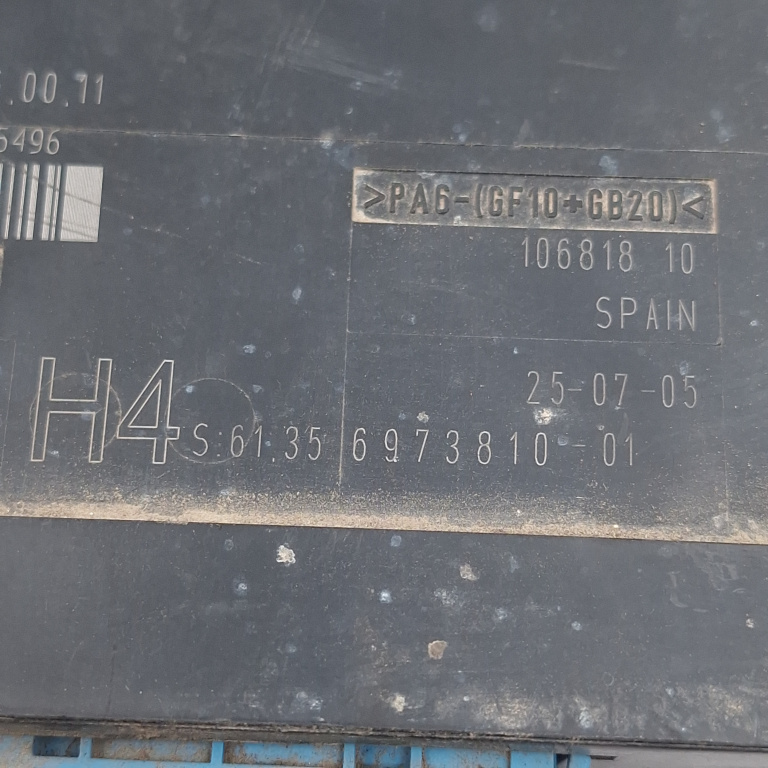 .00.11
5496
>PA6-(GF10+GB20)<
106818 10
SPAIN
25-07-05
H4 S:61.35 6973810-01